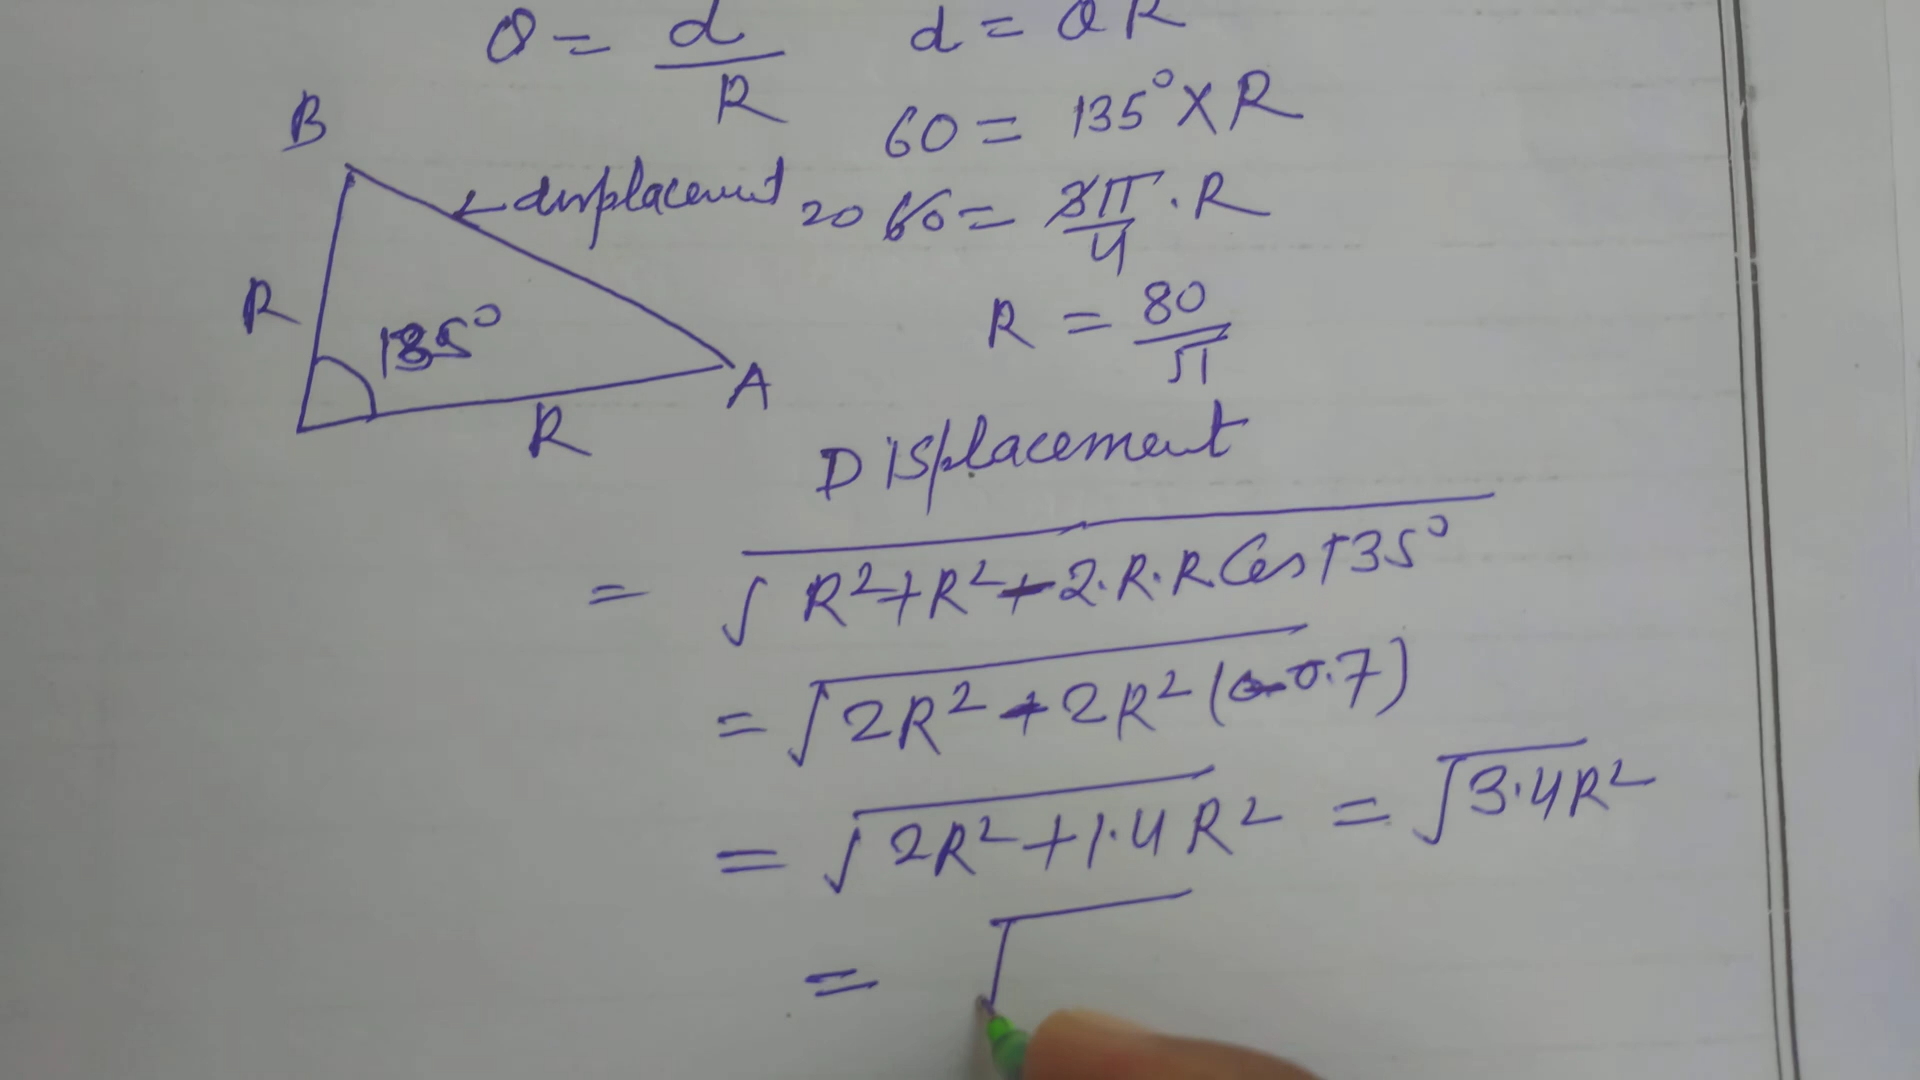 θ = d/R
d = θR
B
60 = 135° × R
← displacement
20 60 = 3π/4 . R
R
135°
R = 80/π
A
R
Displacement
= √R²+R²-2.R.R Cos 135°
= √2R² - 2R² (-0.7)
= √2R²+1.4R² = √3.4R²
= √